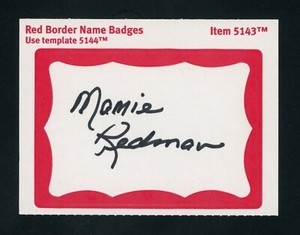 Red Border Name Badges
Use template 5144™
Item 5143™
Mamie
Redman